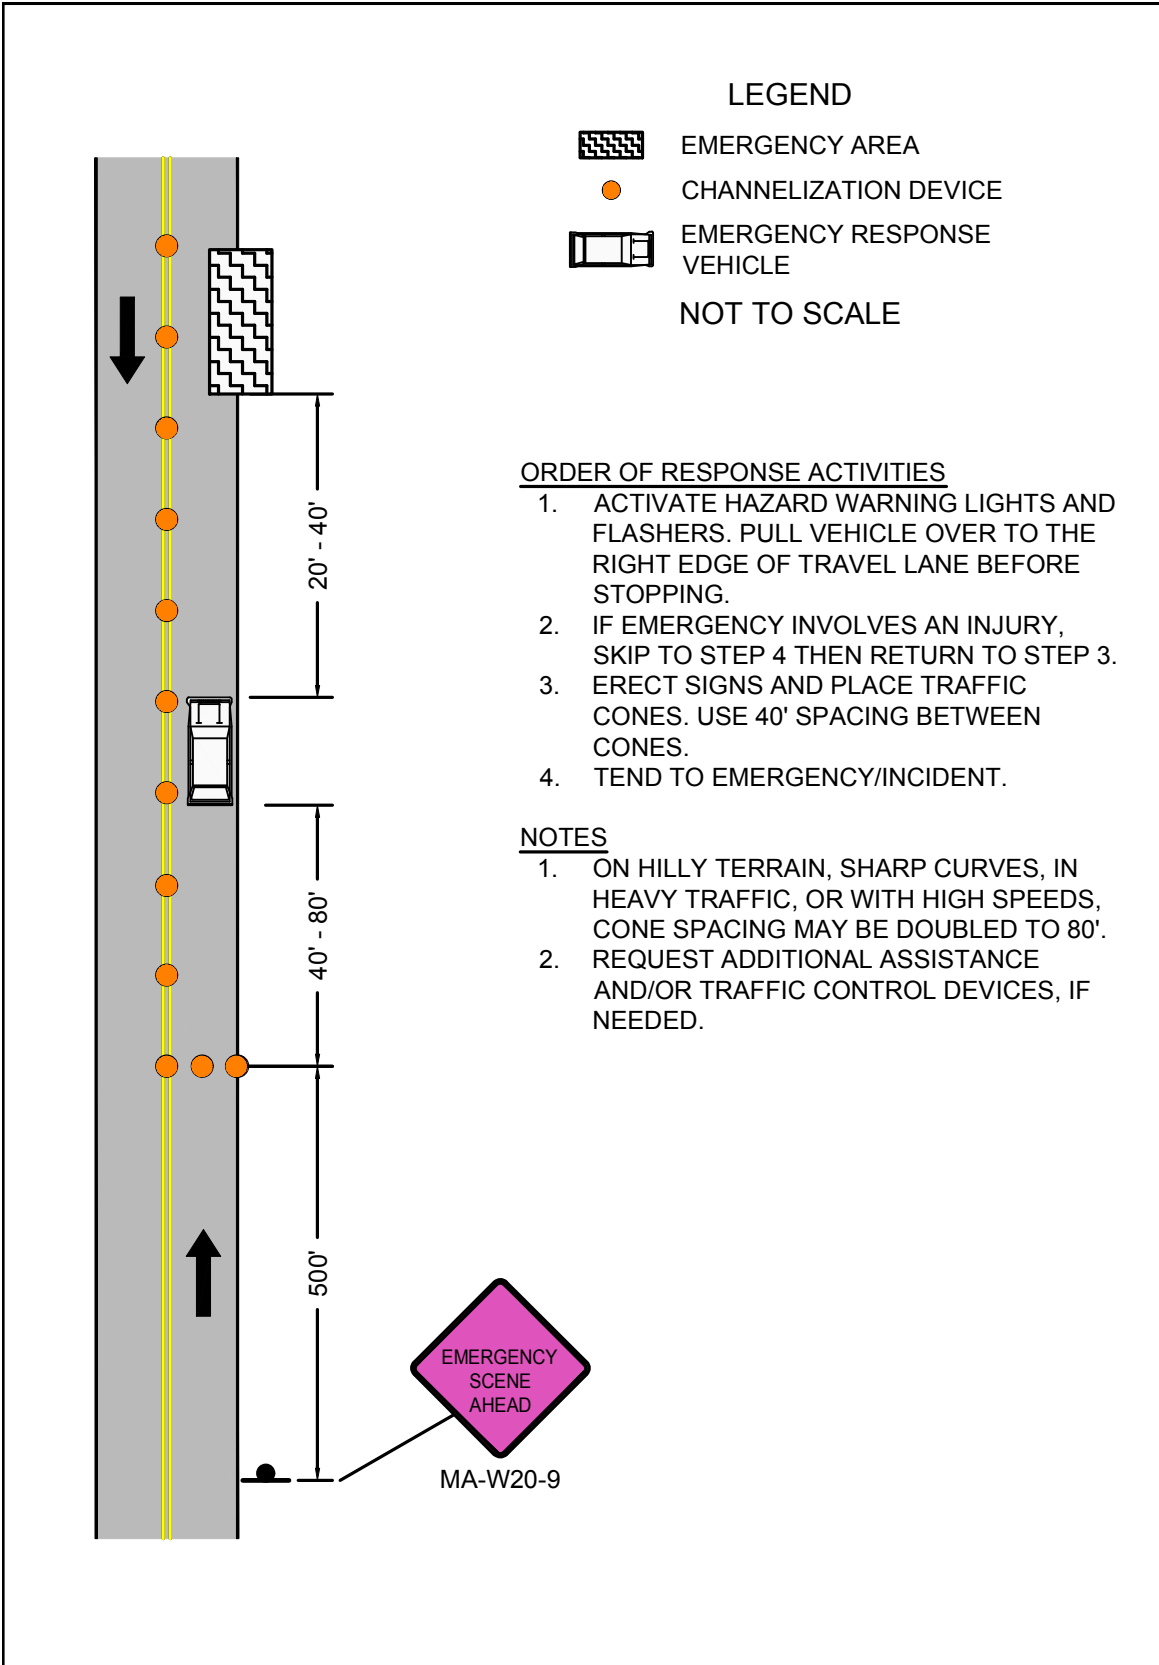 LEGEND
EMERGENCY AREA
CHANNELIZATION DEVICE
EMERGENCY RESPONSE
VEHICLE
NOT TO SCALE
20' - 40'
40' - 80'
500'
EMERGENCY
SCENE
AHEAD
MA-W20-9
ORDER OF RESPONSE ACTIVITIES
1. ACTIVATE HAZARD WARNING LIGHTS AND
FLASHERS. PULL VEHICLE OVER TO THE
RIGHT EDGE OF TRAVEL LANE BEFORE
STOPPING.
2. IF EMERGENCY INVOLVES AN INJURY,
SKIP TO STEP 4 THEN RETURN TO STEP 3.
3. ERECT SIGNS AND PLACE TRAFFIC
CONES. USE 40' SPACING BETWEEN
CONES.
4. TEND TO EMERGENCY/INCIDENT.
NOTES
1. ON HILLY TERRAIN, SHARP CURVES, IN
HEAVY TRAFFIC, OR WITH HIGH SPEEDS,
CONE SPACING MAY BE DOUBLED TO 80'.
2. REQUEST ADDITIONAL ASSISTANCE
AND/OR TRAFFIC CONTROL DEVICES, IF
NEEDED.